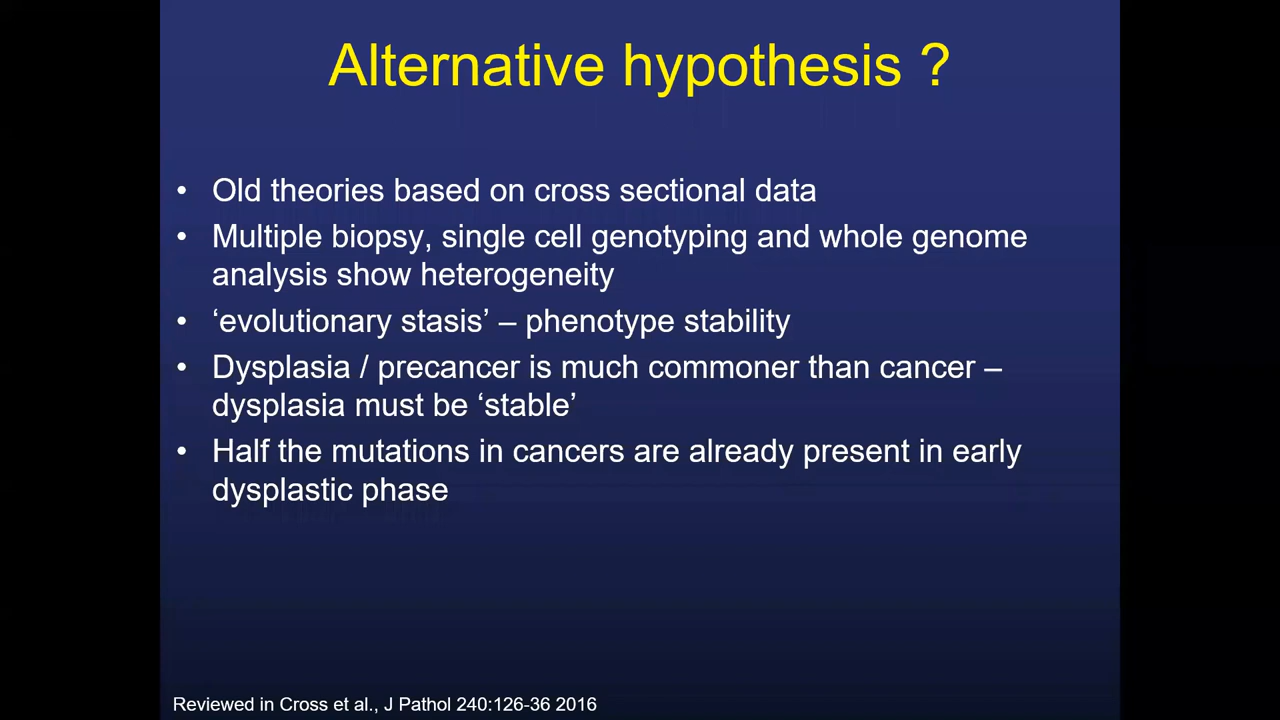 Alternative hypothesis ?
• Old theories based on cross sectional data
• Multiple biopsy, single cell genotyping and whole genome
analysis show heterogeneity
• ‘evolutionary stasis’ – phenotype stability
• Dysplasia / precancer is much commoner than cancer –
dysplasia must be ‘stable’
• Half the mutations in cancers are already present in early
dysplastic phase
Reviewed in Cross et al., J Pathol 240:126-36 2016